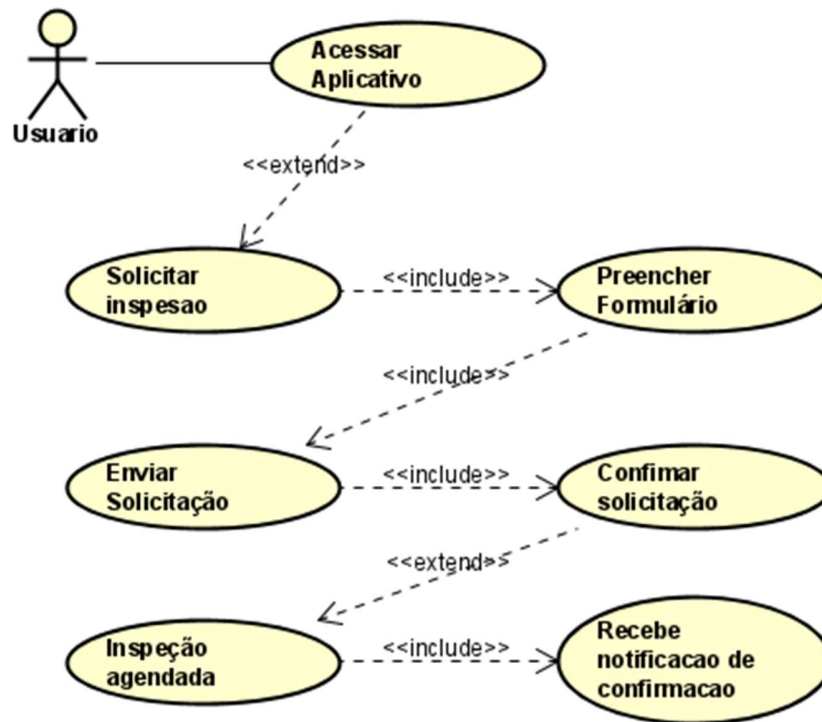 Acessar
Aplicativo
Usuario
<<extend>>
Solicitar
inspesao
<<include>>
Preencher
Formulário
<<include>>
Enviar
Solicitação
<<include>>
Confimar
solicitação
<<extend>>
Inspeção
agendada
<<include>>
Recebe
notificacao de
confirmacao